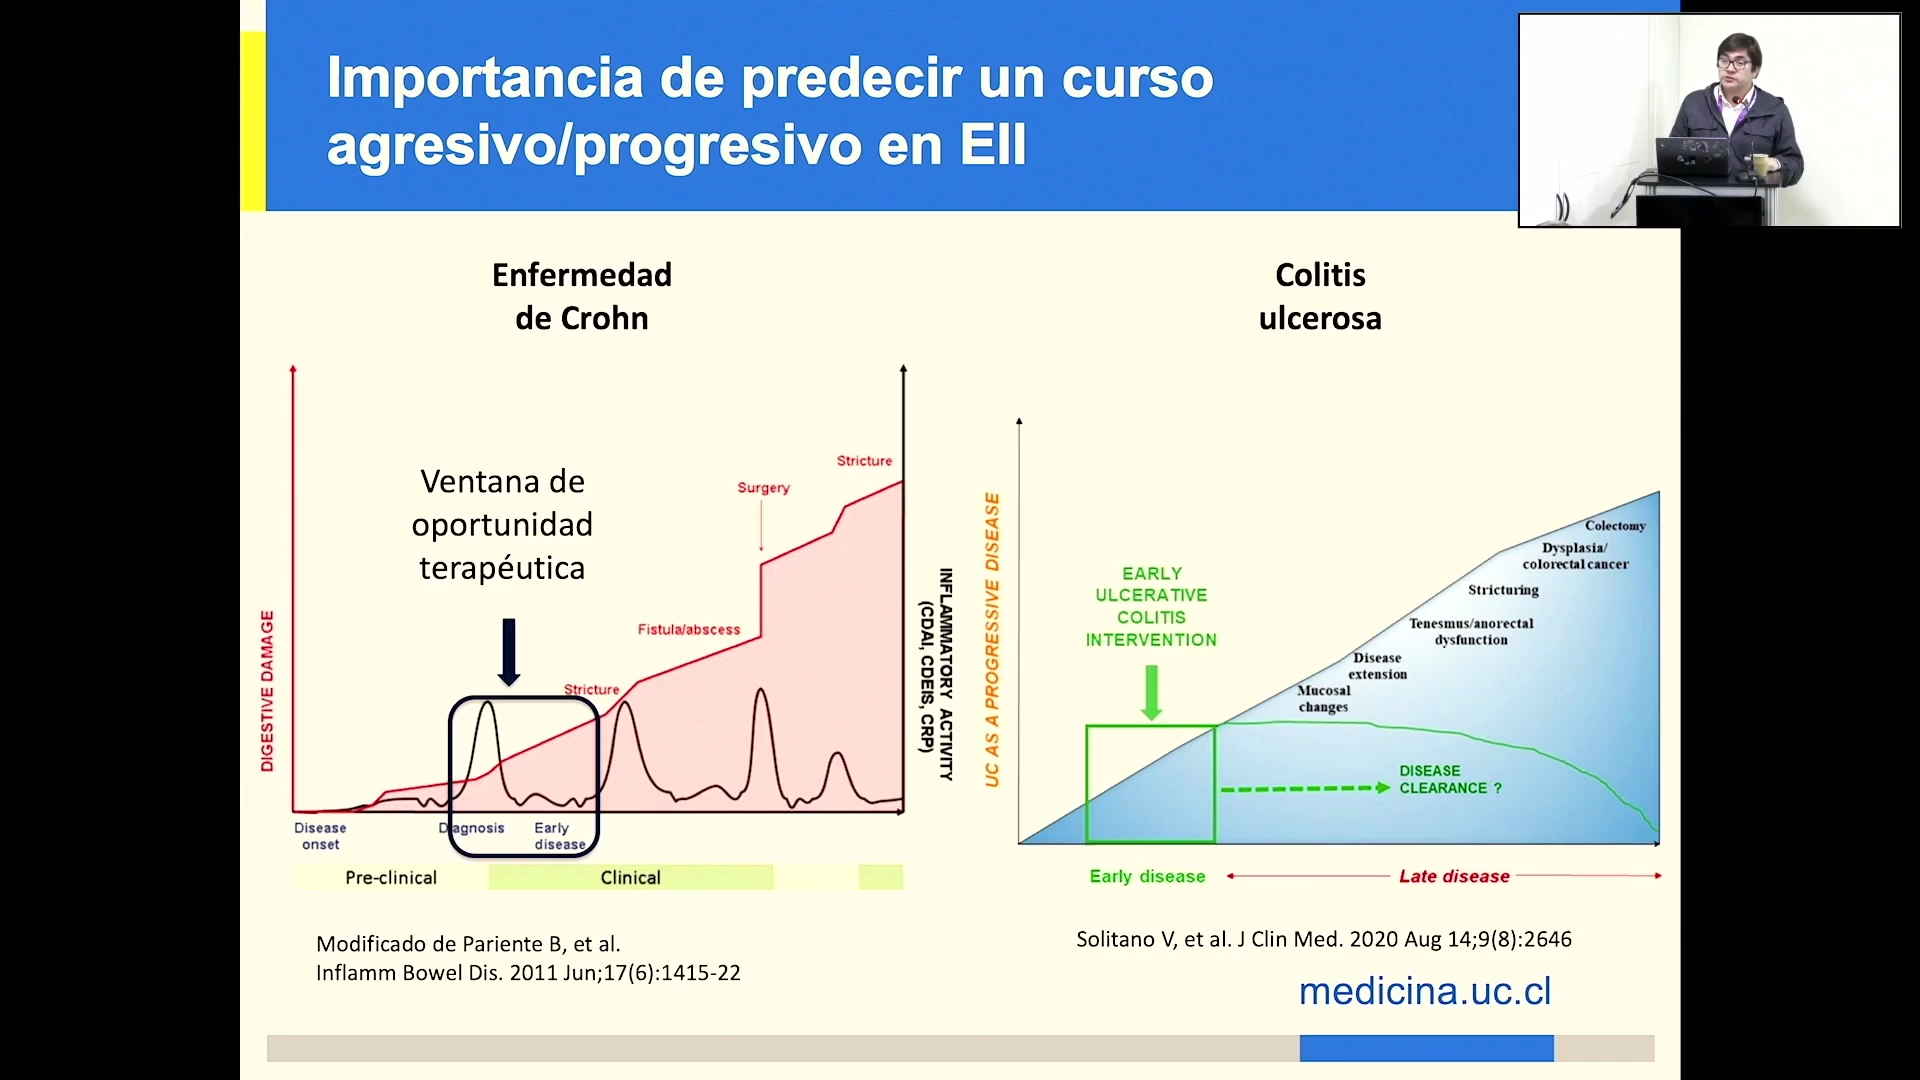 Importancia de predecir un curso
agresivo/progresivo en EII
Enfermedad
de Crohn
Colitis
ulcerosa
Ventana de
oportunidad
terapéutica
DIGESTIVE DAMAGE
Stricture
Fistula/abscess
Surgery
Stricture
INFLAMMATORY ACTIVITY
(CDAI, CDEIS, CRP)
Disease
onset
Diagnosis
Early
disease
Pre-clinical
Clinical
UC AS A PROGRESSIVE DISEASE
EARLY
ULCERATIVE
COLITIS
INTERVENTION
Colectomy
Dysplasia/
colorectal cancer
Stricturing
Tenesmus/anorectal
dysfunction
Disease
extension
Mucosal
changes
DISEASE
CLEARANCE ?
Early disease
Late disease
Modificado de Pariente B, et al.
Inflamm Bowel Dis. 2011 Jun;17(6):1415-22
Solitano V, et al. J Clin Med. 2020 Aug 14;9(8):2646
medicina.uc.cl